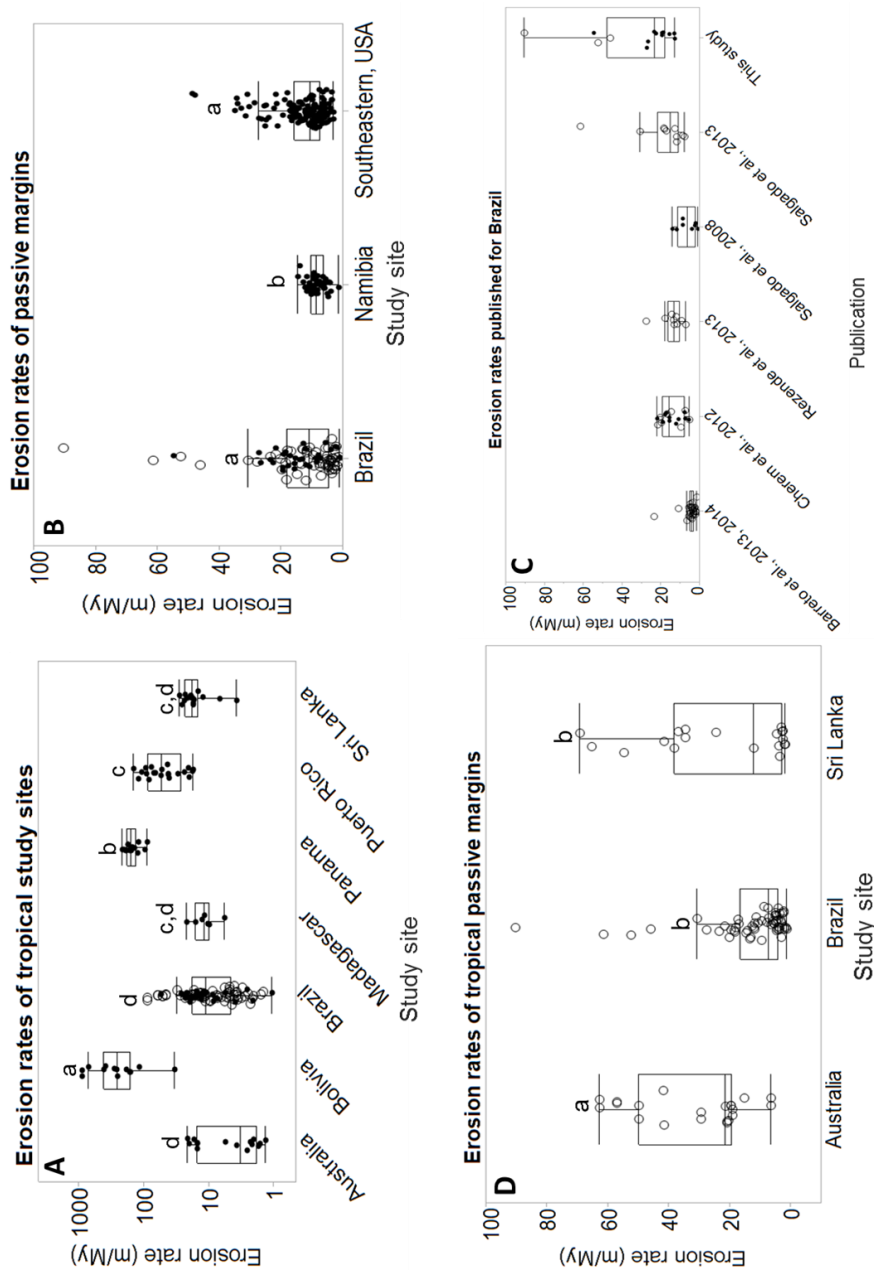 Erosion rates of tropical study sites
A
Erosion rate (m/My)
1000
100
10
1
d
a
d
c,d
b
c
c,d
Australia
Bolivia
Brazil
Madagascar
Panama
Puerto Rico
Sri Lanka
Study site
Erosion rates of passive margins
B
Erosion rate (m/My)
100
80
60
40
20
0
a
b
a
Brazil
Namibia
Southeastern, USA
Study site
Erosion rates published for Brazil
C
Erosion rate (m/My)
100
80
60
40
20
0
Barreto et al., 2013, 2014
Cherem et al., 2012
Rezende et al., 2013
Salgado et al., 2008
Salgado et al., 2013
This study
Publication
Erosion rates of tropical passive margins
D
Erosion rate (m/My)
100
80
60
40
20
0
a
b
b
Australia
Brazil
Sri Lanka
Study site